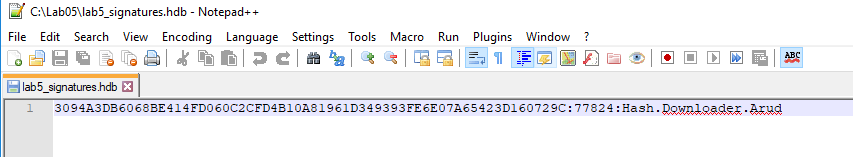 C:\Lab05\lab5_signatures.hdb - Notepad++
File Edit Search View Encoding Language Settings Tools Macro Run Plugins Window ?
ABC
lab5_signatures.hdb
1 3094A3DB6068BE414FD060C2CFD4B10A81961D349393FE6E07A65423D160729C:77824:Hash.Downloader.Arud